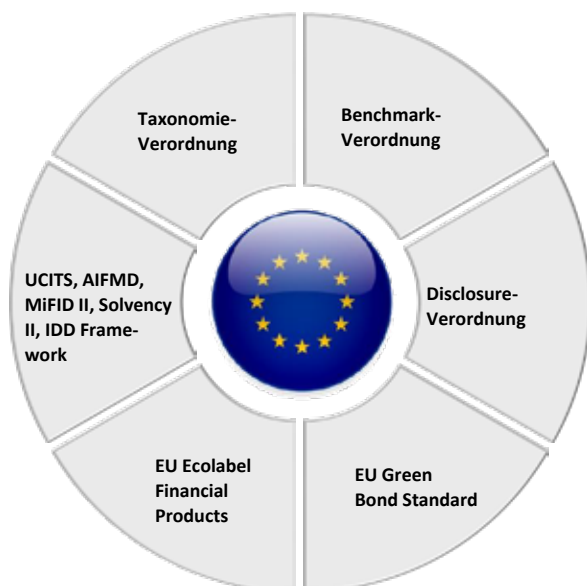 Taxonomie-
Verordnung
Benchmark-
Verordnung
UCITS, AIFMD,
MiFID II, Solvency
II, IDD Frame-
work
Disclosure-
Verordnung
EU Ecolabel
Financial
Products
EU Green
Bond Standard